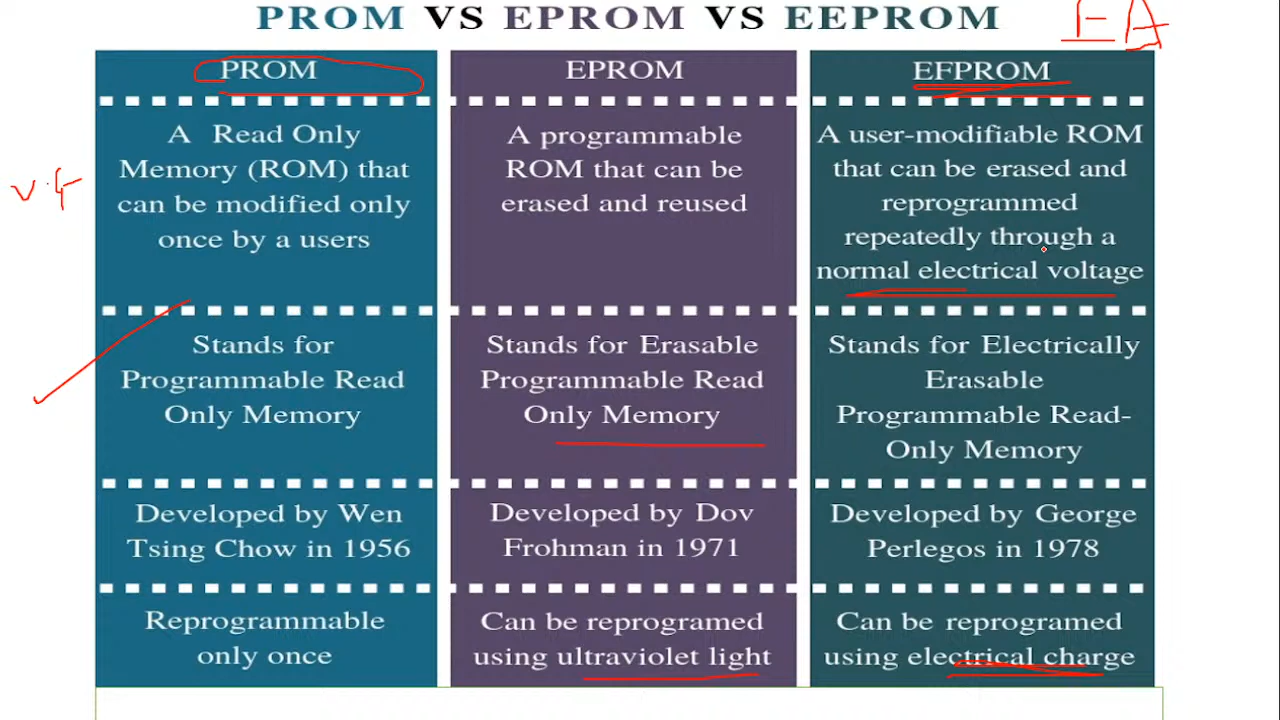 PROM VS EPROM VS EEPROM
PROM
A Read Only
Memory (ROM) that
can be modified only
once by a users
Stands for
Programmable Read
Only Memory
Developed by Wen
Tsing Chow in 1956
Reprogrammable
only once
EPROM
A programmable
ROM that can be
erased and reused
Stands for Erasable
Programmable Read
Only Memory
Developed by Dov
Frohman in 1971
Can be reprogramed
using ultraviolet light
EFPROM
A user-modifiable ROM
that can be erased and
reprogrammed
repeatedly through a
normal electrical voltage
Stands for Electrically
Erasable
Programmable Read-
Only Memory
Developed by George
Perlegos in 1978
Can be reprogramed
using electrical charge